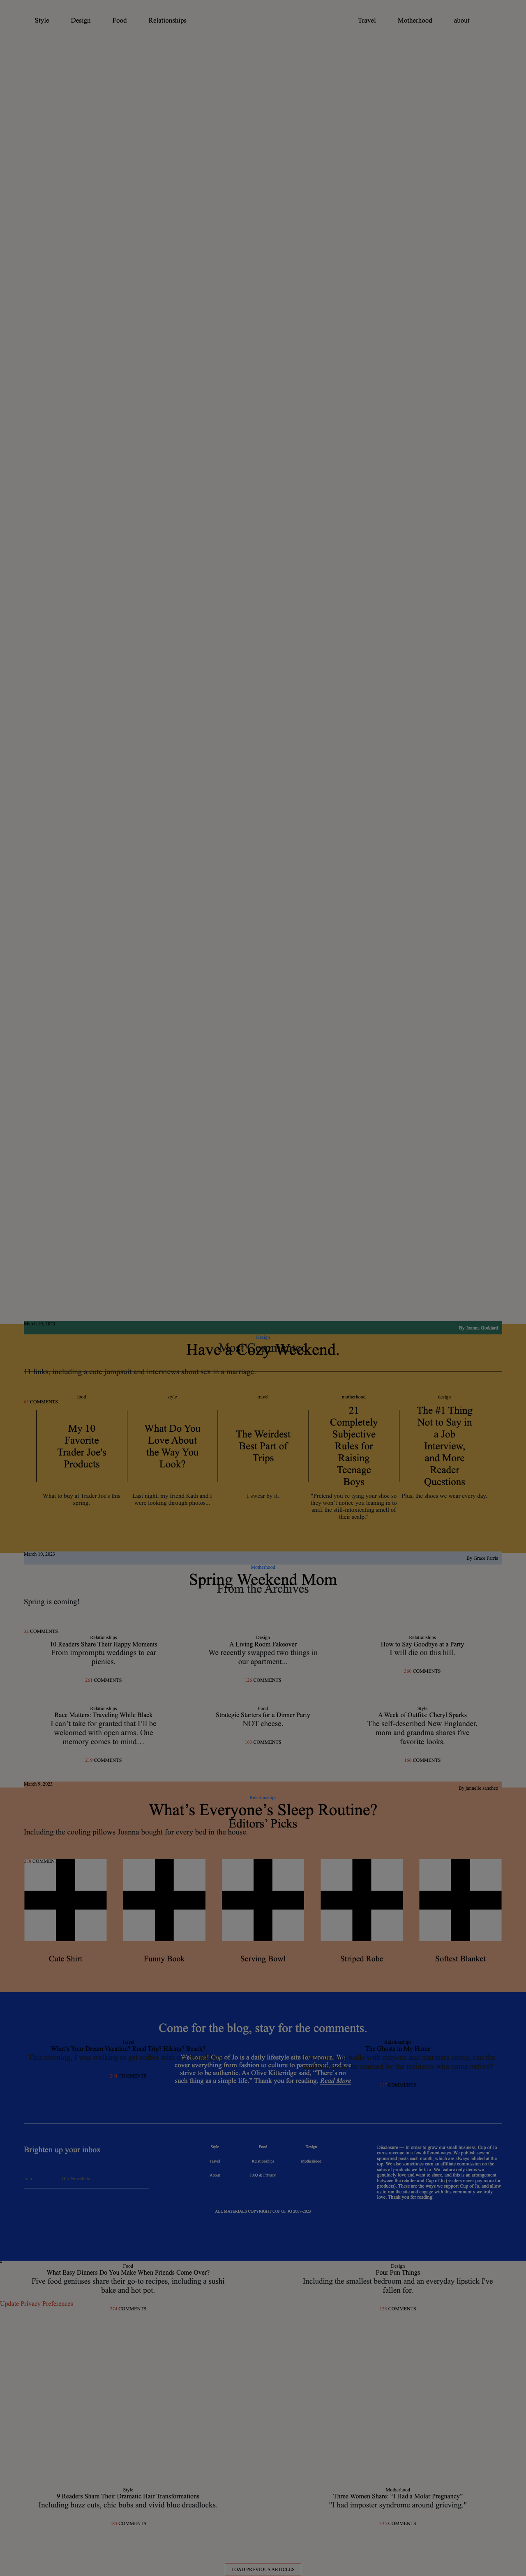 Style Design Food Relationships Travel Motherhood about
March 10, 2023
By Joanna Goddard
Design
Have a Cozy Weekend.
11 links, including a cute jumpsuit and interviews about sex in a marriage.
COMMENTS
food
My 10
Favorite
Trader Joe's
Products
What to buy at Trader Joe's this
spring.
style
What Do You
Love About
the Way You
Look?
Last night, my friend Kath and I
were looking through photos...
travel
The Weirdest
Best Part of
Trips
I swear by it.
motherhood
21
Completely
Subjective
Rules for
Raising
Teenage
Boys
“Pretend you're tying your shoe so
they won't notice you leaning in to
sniff the still-intoxicating smell of
their scalp.”
design
The #1 Thing
Not to Say in
a Job
Interview,
and More
Reader
Questions
Plus, the shoes we wear every day.
March 10, 2023
By Grace Farris
Motherhood
Spring Weekend Mom
From the Archives
Spring is coming!
COMMENTS
Relationships
10 Readers Share Their Happy Moments
From impromptu weddings to car
picnics.
COMMENTS
Design
A Living Room Makeover
We recently swapped two things in
our apartment...
COMMENTS
Relationships
How to Say Goodbye at a Party
I will die on this hill.
COMMENTS
Relationships
Race Matters: Traveling While Black
I can’t take for granted that I’ll be
welcomed with open arms. One
memory comes to mind…
COMMENTS
Food
Strategic Starters for a Dinner Party
NOT cheese.
COMMENTS
Style
A Week of Outfits: Cheryl Sparks
The self-described New Englander,
mom and grandma shares five
favorite looks.
COMMENTS
March 9, 2023
Relationships
What’s Everyone’s Sleep Routine?
Editors’ Picks
Including the cooling pillows Joanna bought for every bed in the house.
COMMENTS
Cute Shirt
Funny Book
Serving Bowl
Striped Robe
Softest Blanket
Come for the blog, stay for the comments.
Travel
What's Your Dream Vacation? Road Trip? Hiking? Beach?
COMMENTS
Relationships
The Ghosts in My Home
COMMENTS
Welcome! Cup of Jo is a daily lifestyle site for women. We
cover everything from fashion to culture to parenthood, and we
strive to be authentic. As Olive Kitteridge said, “There’s no
such thing as a simple life.” Thank you for reading. Read More
Brighten up your inbox
Style Food Design
Travel Relationships Motherhood
About FAQ & Privacy
ALL MATERIALS COPYRIGHT CUP OF JO 2007-2023
Disclosure — In order to grow our small business, Cup of Jo
earns revenue in a few different ways. We publish several
sponsored posts each month, which are always labeled at the
top. We also sometimes earn an affiliate commission on the
sales of products we link to. We feature only items we
genuinely love and want to share, and this is an arrangement
between the retailer and Cup of Jo (readers never pay more for
products). These are the ways we support Cup of Jo, and allow
us to run the site and engage with this community we truly
love. Thank you for reading!
Food
What Easy Dinners Do You Make When Friends Come Over?
Five food geniuses share their go-to recipes, including a sushi
bake and hot pot.
COMMENTS
Design
Four Fun Things
Including the smallest bedroom and an everyday lipstick I've
fallen for.
COMMENTS
Update Privacy Preferences
Style
9 Readers Share Their Dramatic Hair Transformations
Including buzz cuts, chic bobs and vivid blue dreadlocks.
COMMENTS
Motherhood
Three Women Share: “I Had a Molar Pregnancy”
"I had imposter syndrome around grieving."
COMMENTS
LOAD PREVIOUS ARTICLES